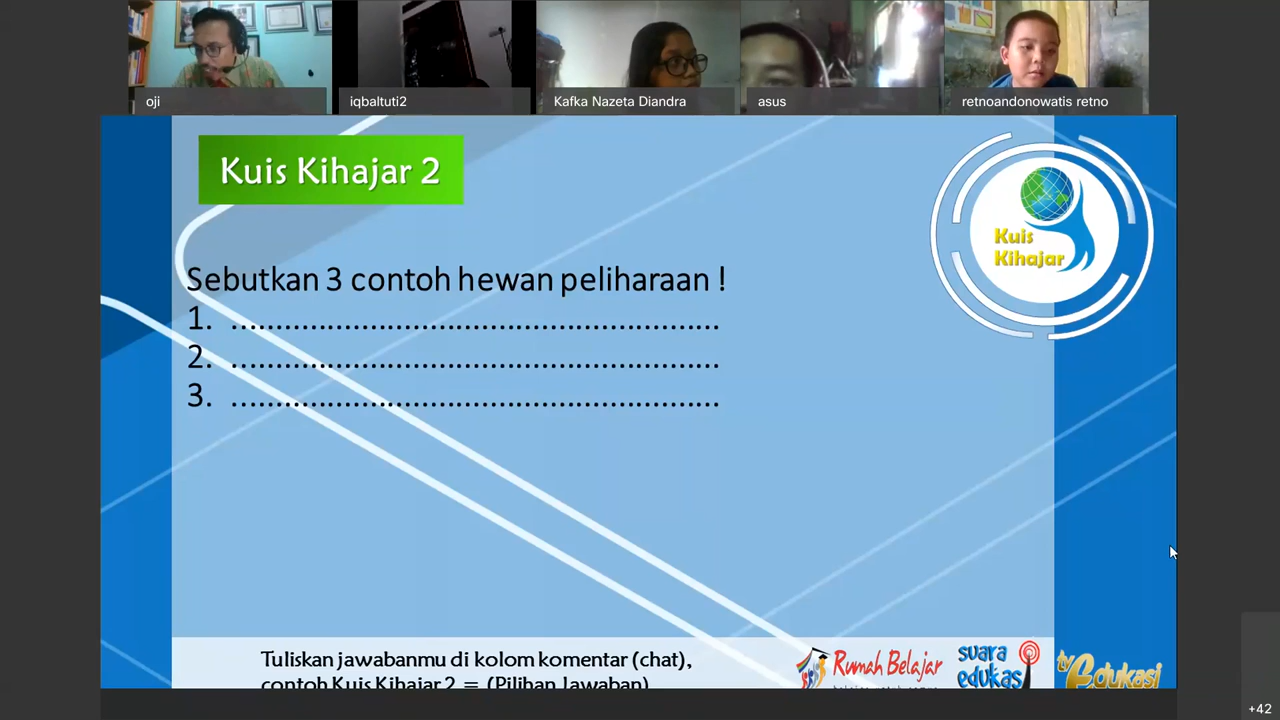 oji
iqbaltuti2
Kafka Nazeta Diandra
asus
retnoandonowatis retno
Kuis Kihajar 2
Kuis
Kihajar
Sebutkan 3 contoh hewan peliharaan !
1. ........................................................
2. ........................................................
3. ........................................................
Tuliskan jawabanmu di kolom komentar (chat),
contoh Kuis Kihajar 2 = (Pilihan Jawaban)
Rumah Belajar
suara
edukasi
tv Edukasi
+42